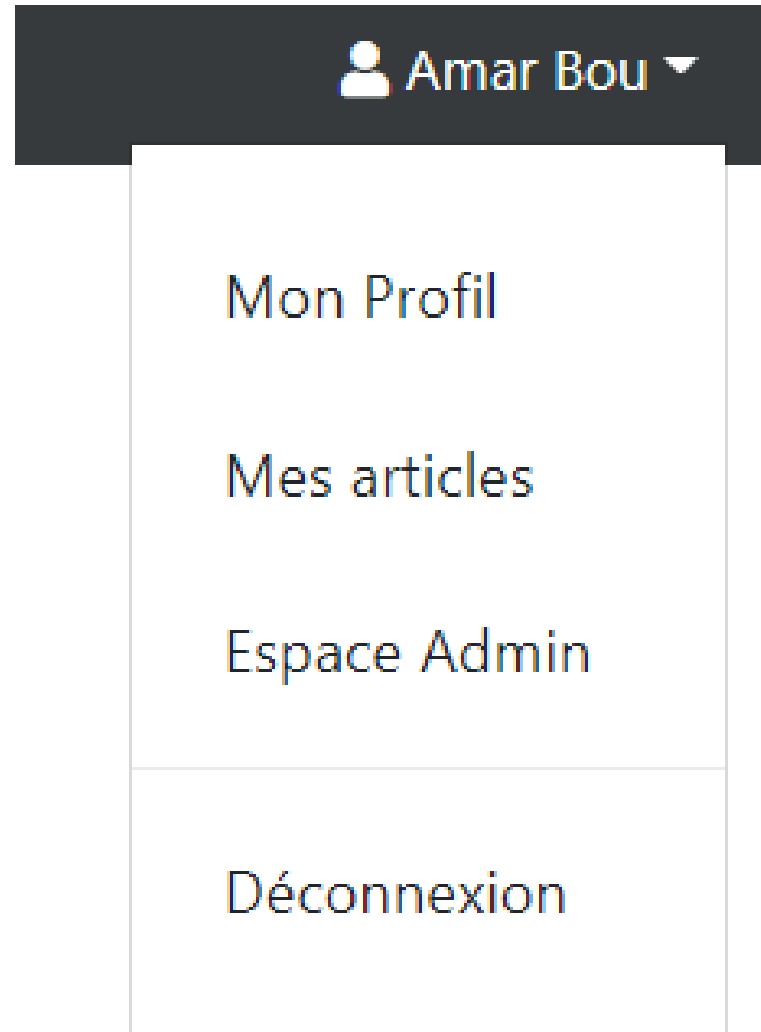 Amar Bou
Mon Profil
Mes articles
Espace Admin
Déconnexion